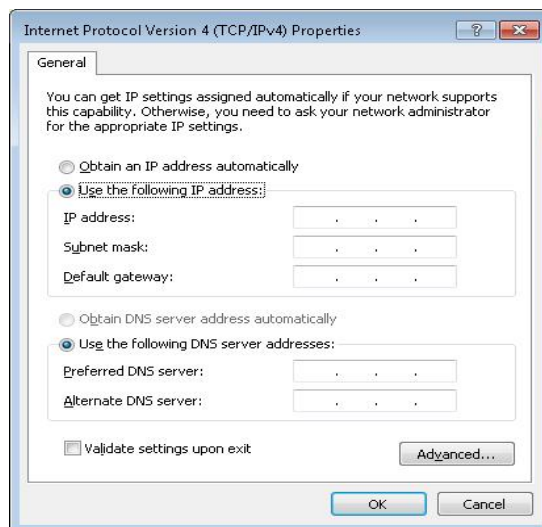 Internet Protocol Version 4 (TCP/IPv4) Properties
General
You can get IP settings assigned automatically if your network supports
this capability. Otherwise, you need to ask your network administrator
for the appropriate IP settings.
Obtain an IP address automatically
Use the following IP address:
IP address:
. . .
Subnet mask:
. . .
Default gateway:
. . .
Obtain DNS server address automatically
Use the following DNS server addresses:
Preferred DNS server:
. . .
Alternate DNS server:
. . .
Validate settings upon exit
Advanced...
OK
Cancel